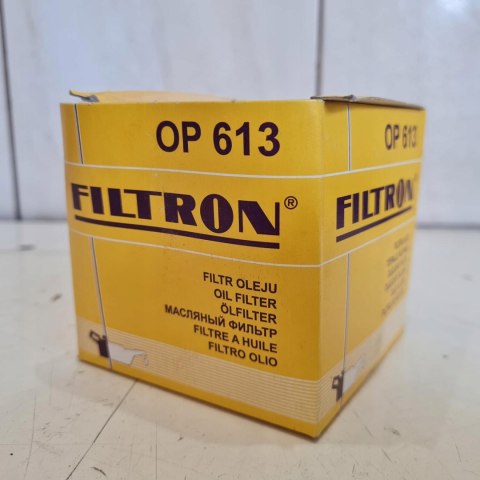 OP 613
FILTRON®
FILTR OLEJU
OIL FILTER
ÖLFILTER
МАСЛЯНЫЙ ФИЛЬТР
FILTRE A HUILE
FILTRO OLIO
OP 613
FILTRON®